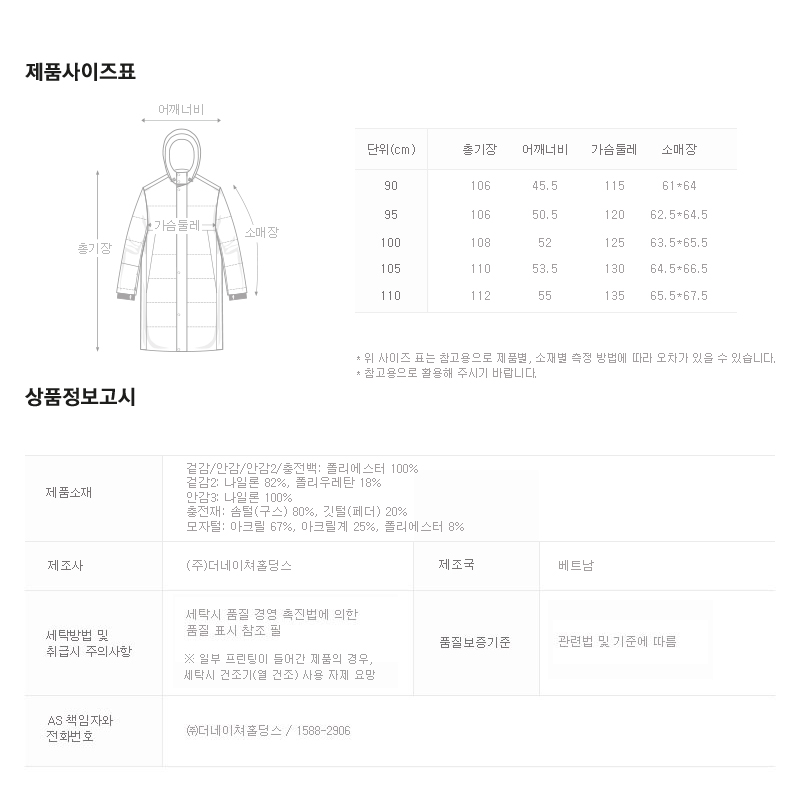 제품사이즈표
어깨너비
가슴둘레
소매장
총기장
단위(cm) 총기장 어깨너비 가슴둘레 소매장
90 106 45.5 115 61*64
95 106 50.5 120 62.5*64.5
100 108 52 125 63.5*65.5
105 110 53.5 130 64.5*66.5
110 112 55 135 65.5*67.5
* 위 사이즈 표는 참고용으로 제품별, 소재별 측정 방법에 따라 오차가 있을 수 있습니다.
* 참고용으로 활용해 주시기 바랍니다.
상품정보고시
제품소재
겉감/안감/안감2/충전백: 폴리에스터 100%
겉감2: 나일론 82%, 폴리우레탄 18%
안감3: 나일론 100%
충전재: 솜털(구스) 80%, 깃털(페더) 20%
모자털: 아크릴 67%, 아크릴계 25%, 폴리에스터 8%
제조사 (주)더네이쳐홀딩스 제조국 베트남
세탁방법 및
취급시 주의사항
세탁시 품질 경영 촉진법에 의한
품질 표시 참조 필
※ 일부 프린팅이 들어간 제품의 경우,
세탁시 건조기(열 건조) 사용 자제 요망
품질보증기준 관련법 및 기준에 따름
AS 책임자와
전화번호
㈜더네이쳐홀딩스 / 1588-2906